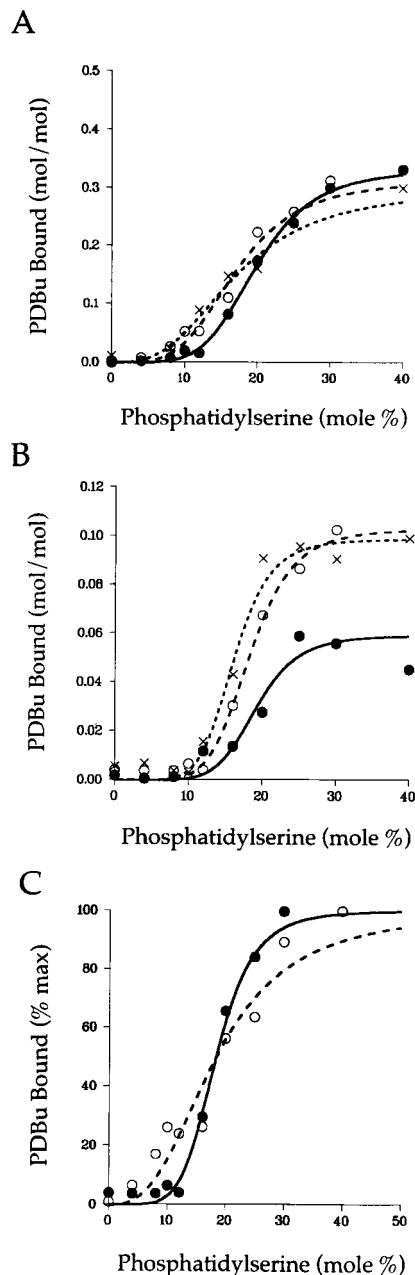 A
PDBu Bound (mol/mol)
0.5
0.4
0.3
0.2
0.1
0.0
0 10 20 30 40
Phosphatidylserine (mole %)
B
PDBu Bound (mol/mol)
0.12
0.10
0.08
0.06
0.04
0.02
0.00
0 10 20 30 40
Phosphatidylserine (mole %)
C
PDBu Bound (% max)
100
80
60
40
20
0
0 10 20 30 40 50
Phosphatidylserine (mole %)